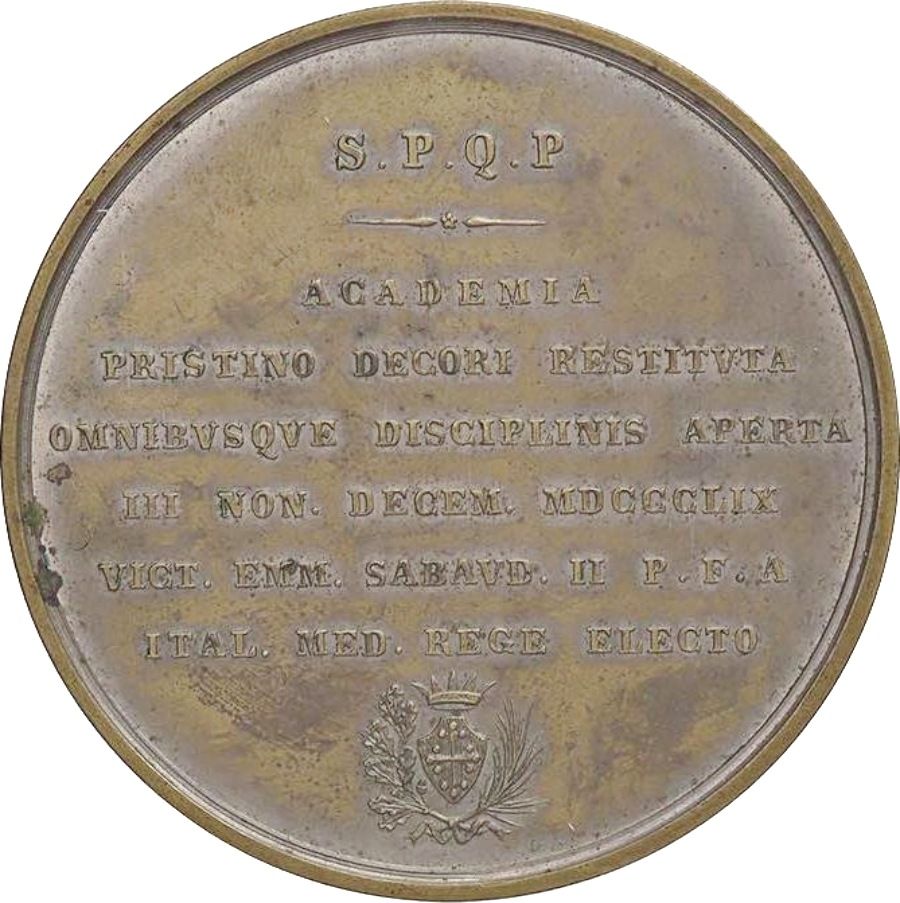 S.P.Q.P
ACADEMIA
PRISTINO DECORI RESTITVTA
OMNIBVSQVE DISCIPLINIS APERTA
III NON. DECEM. MDCCCLIX
VICT. EMM. SABAVD. II P.F.A
ITAL. MED. REGE ELECTO